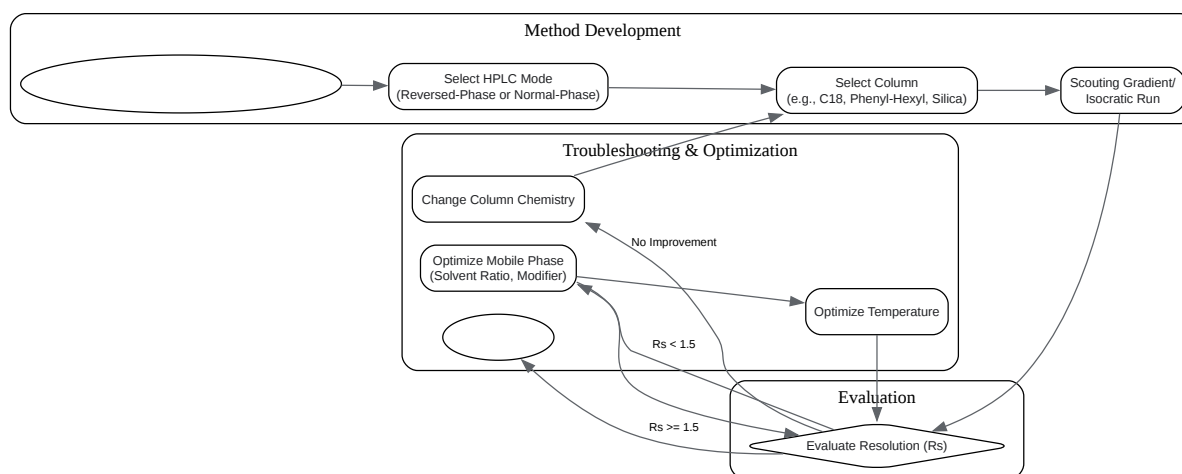 Method Development
Select HPLC Mode
(Reversed-Phase or Normal-Phase)
Select Column
(e.g., C18, Phenyl-Hexyl, Silica)
Scouting Gradient/
Isocratic Run
Troubleshooting & Optimization
Change Column Chemistry
No Improvement
Optimize Mobile Phase
(Solvent Ratio, Modifier)
Optimize Temperature
Rs < 1.5
Evaluation
Rs >= 1.5
Evaluate Resolution (Rs)